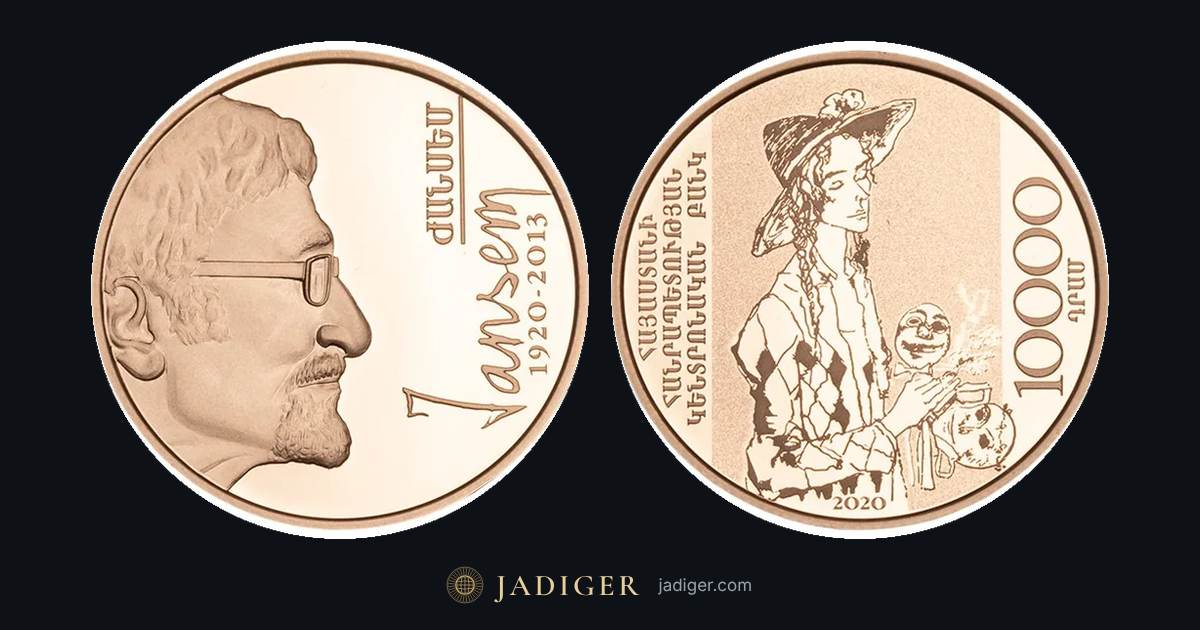 ԺԱՆՍԵՄ
Jansem
1920-2013
ՀԱՅԱՍՏԱՆԻ
ՀԱՆՐԱՊԵՏՈՒԹՅԱՆ
ԿԵՆՏՐՈՆԱԿԱՆ ԲԱՆԿ
10000
ԴՐԱՄ
2020
JADIGER
jadiger.com